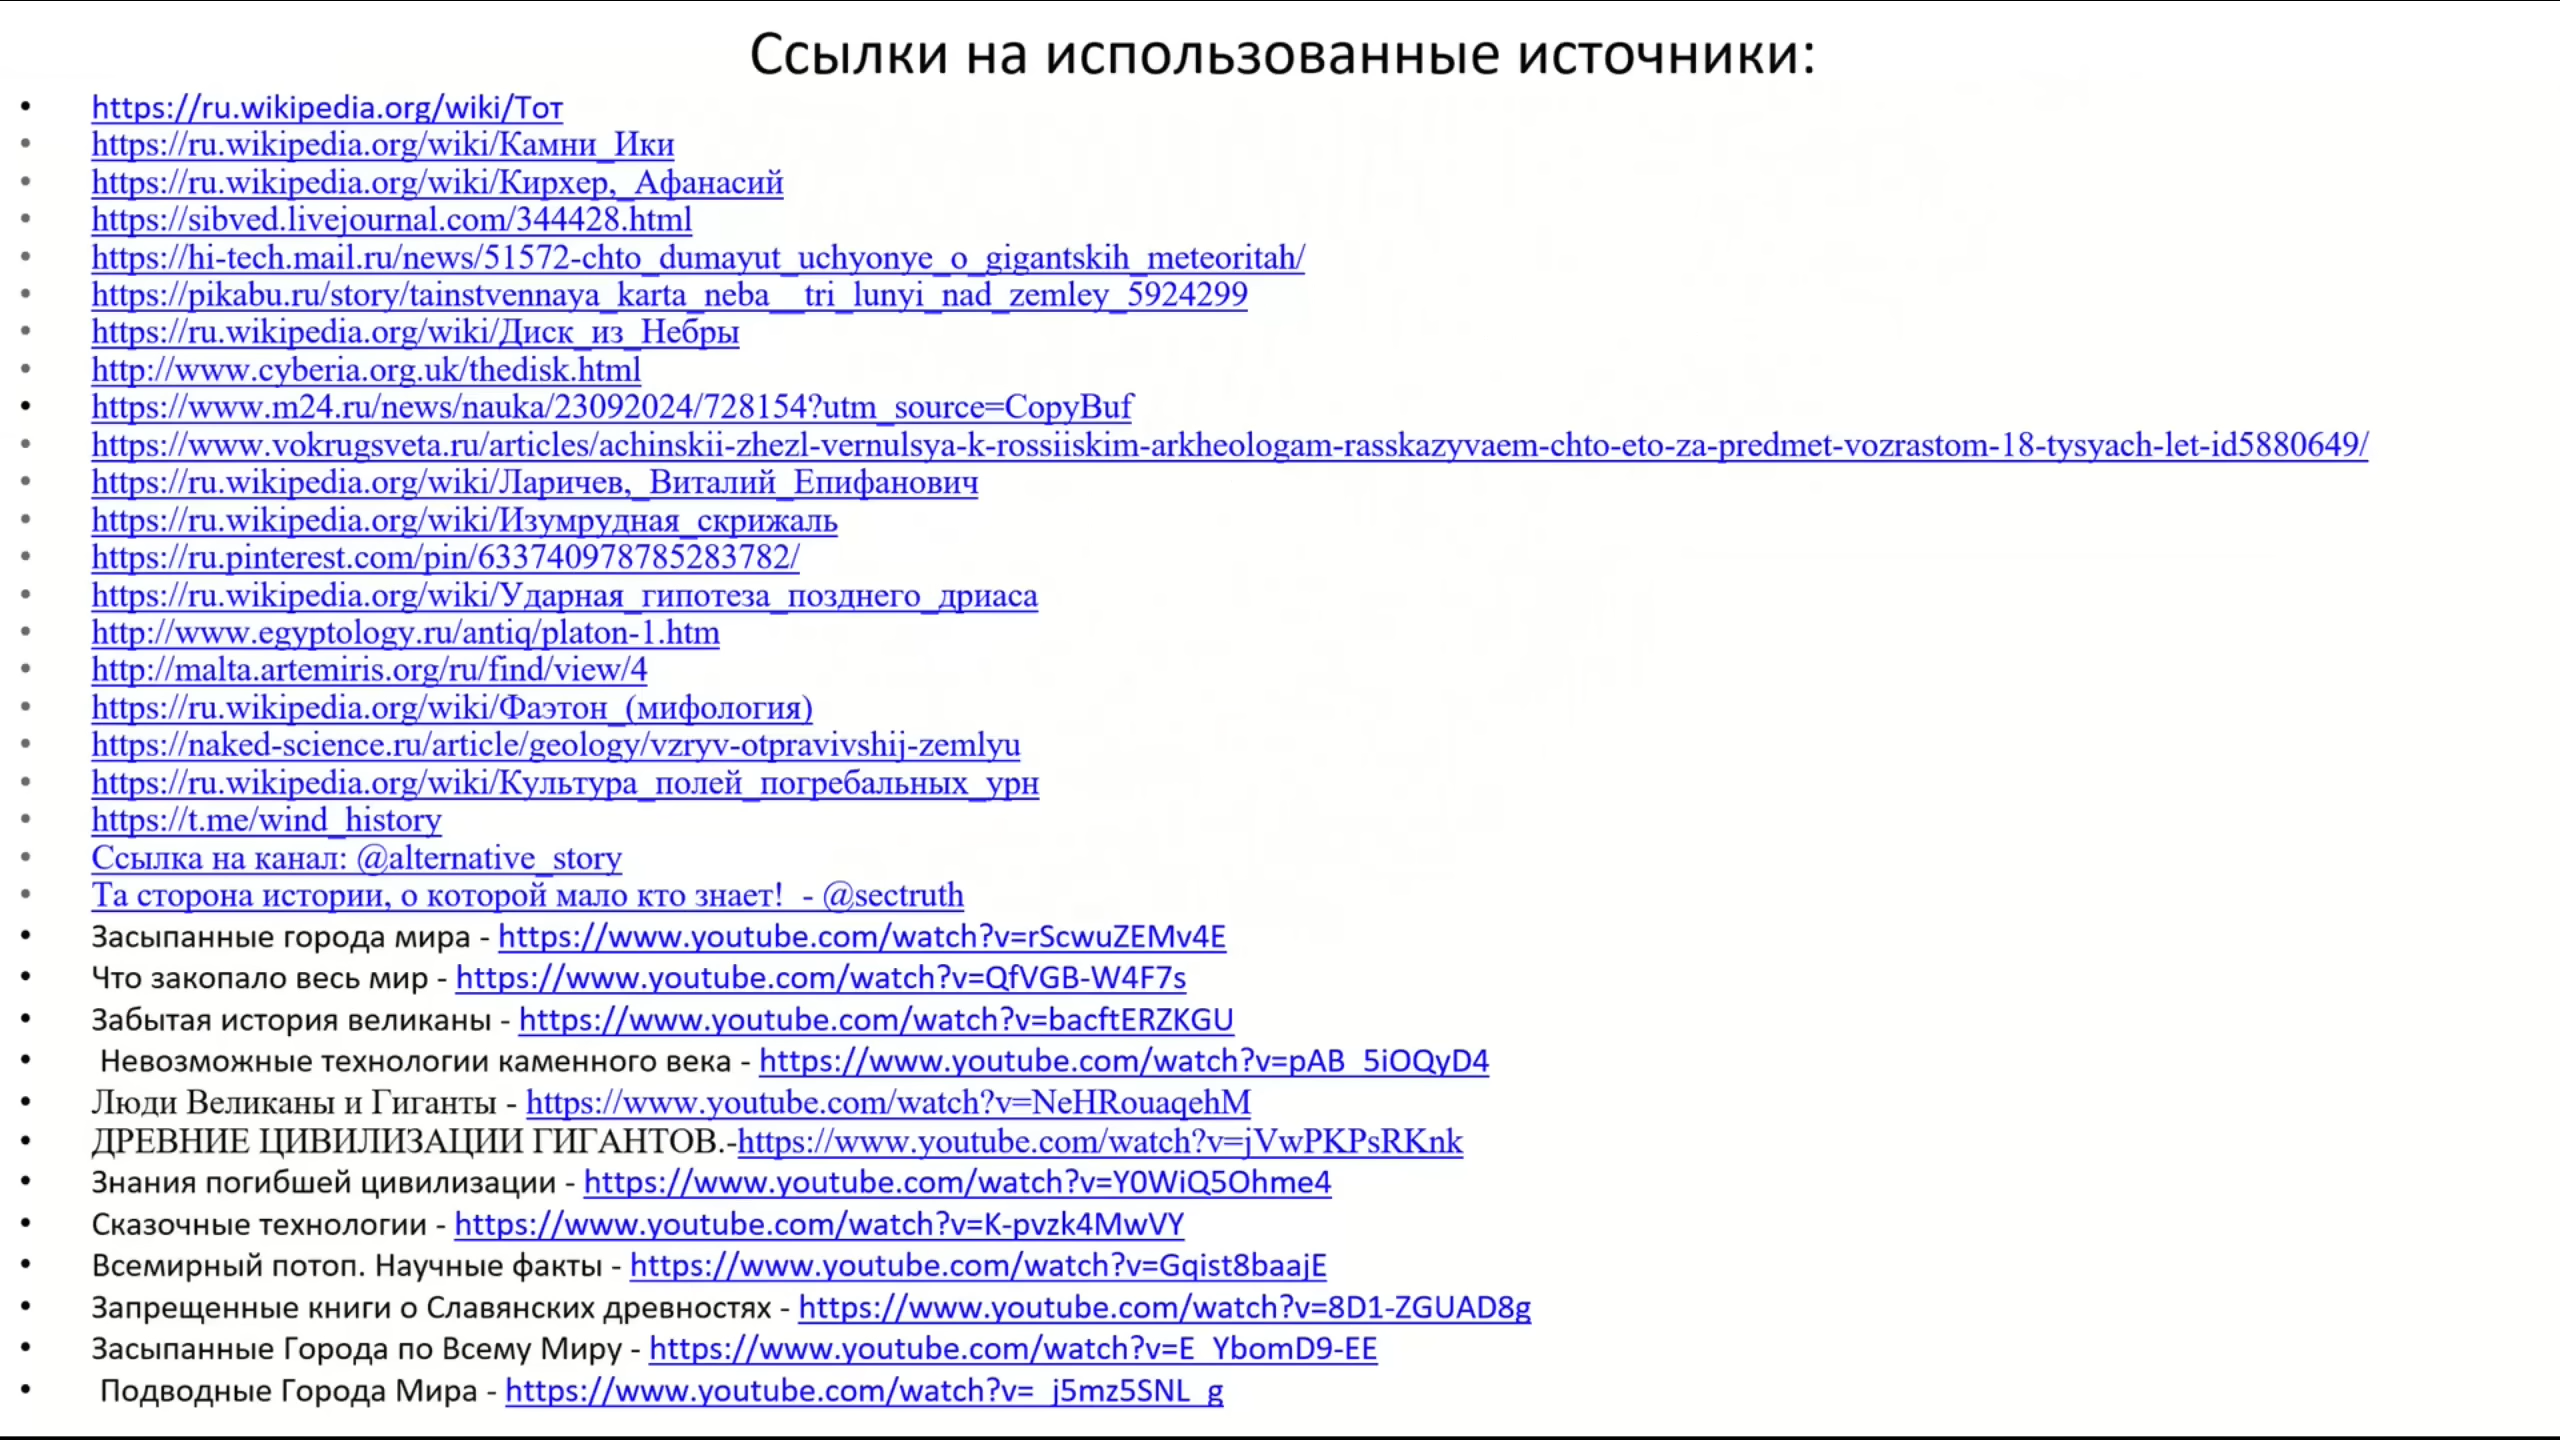 Ссылки на использованные источники:
• https://ru.wikipedia.org/wiki/Тот
• https://ru.wikipedia.org/wiki/Камни_Ики
• https://ru.wikipedia.org/wiki/Кирхер,_Афанасий
• https://sibved.livejournal.com/344428.html
• https://hi-tech.mail.ru/news/51572-chto_dumayut_uchyonye_o_gigantskih_meteoritah/
• https://pikabu.ru/story/tainstvennaya_karta_neba__tri_lunyi_nad_zemley_5924299
• https://ru.wikipedia.org/wiki/Диск_из_Небры
• http://www.cyberia.org.uk/thedisk.html
• https://www.m24.ru/news/nauka/23092024/728154?utm_source=CopyBuf
• https://www.vokrugsveta.ru/articles/achinskii-zhezl-vernulsya-k-rossiiskim-arkheologam-rasskazyvaem-chto-eto-za-predmet-vozrastom-18-tysyach-let-id5880649/
• https://ru.wikipedia.org/wiki/Ларичев,_Виталий_Епифанович
• https://ru.wikipedia.org/wiki/Изумрудная_скрижаль
• https://ru.pinterest.com/pin/633740978785283782/
• https://ru.wikipedia.org/wiki/Ударная_гипотеза_позднего_дриаса
• http://www.egyptology.ru/antiq/platon-1.htm
• http://malta.artemiris.org/ru/find/view/4
• https://ru.wikipedia.org/wiki/Фаэтон_(мифология)
• https://naked-science.ru/article/geology/vzryv-otpravivshij-zemlyu
• https://ru.wikipedia.org/wiki/Культура_полей_погребальных_урн
• https://t.me/wind_history
• Ссылка на канал: @alternative_story
• Та сторона истории, о которой мало кто знает! - @sectruth
• Засыпанные города мира - https://www.youtube.com/watch?v=rScwuZEMv4E
• Что закопало весь мир - https://www.youtube.com/watch?v=QfVGB-W4F7s
• Забытая история великаны - https://www.youtube.com/watch?v=bacftERZKGU
• Невозможные технологии каменного века - https://www.youtube.com/watch?v=pAB_5iOQyD4
• Люди Великаны и Гиганты - https://www.youtube.com/watch?v=NeHRouaqehM
• ДРЕВНИЕ ЦИВИЛИЗАЦИИ ГИГАНТОВ.-https://www.youtube.com/watch?v=jVwPKPsRKnk
• Знания погибшей цивилизации - https://www.youtube.com/watch?v=Y0WiQ5Ohme4
• Сказочные технологии - https://www.youtube.com/watch?v=K-pvzk4MwVY
• Всемирный потоп. Научные факты - https://www.youtube.com/watch?v=Gqist8baajE
• Запрещенные книги о Славянских древностях - https://www.youtube.com/watch?v=8D1-ZGUAD8g
• Засыпанные Города по Всему Миру - https://www.youtube.com/watch?v=E_YbomD9-EE
• Подводные Города Мира - https://www.youtube.com/watch?v=_j5mz5SNL_g